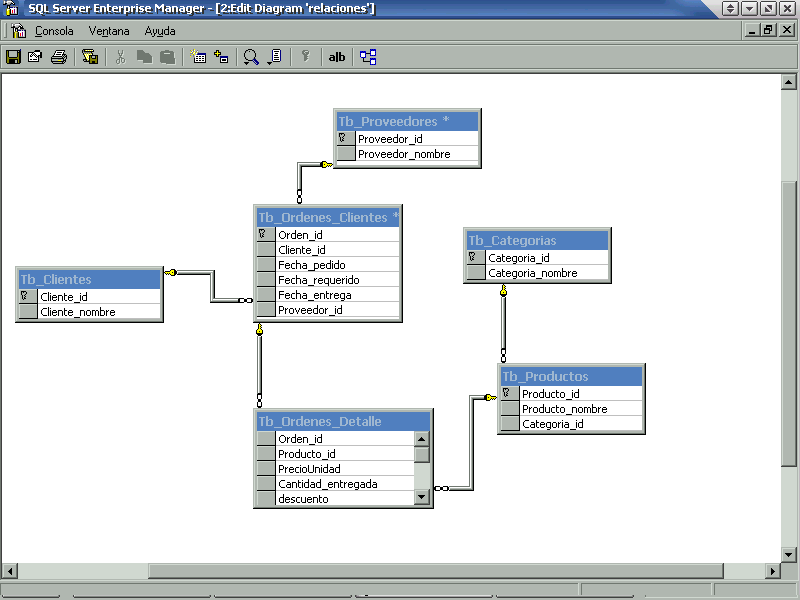 SQL Server Enterprise Manager - [2:Edit Diagram 'relaciones']
Consola Ventana Ayuda
a|b
Tb_Proveedores *
Proveedor_id
Proveedor_nombre
Tb_Ordenes_Clientes *
Orden_id
Cliente_id
Fecha_pedido
Fecha_requerido
Fecha_entrega
Proveedor_id
Tb_Categorias
Categoria_id
Categoria_nombre
Tb_Clientes
Cliente_id
Cliente_nombre
Tb_Productos
Producto_id
Producto_nombre
Categoria_id
Tb_Ordenes_Detalle
Orden_id
Producto_id
PrecioUnidad
Cantidad_entregada
descuento